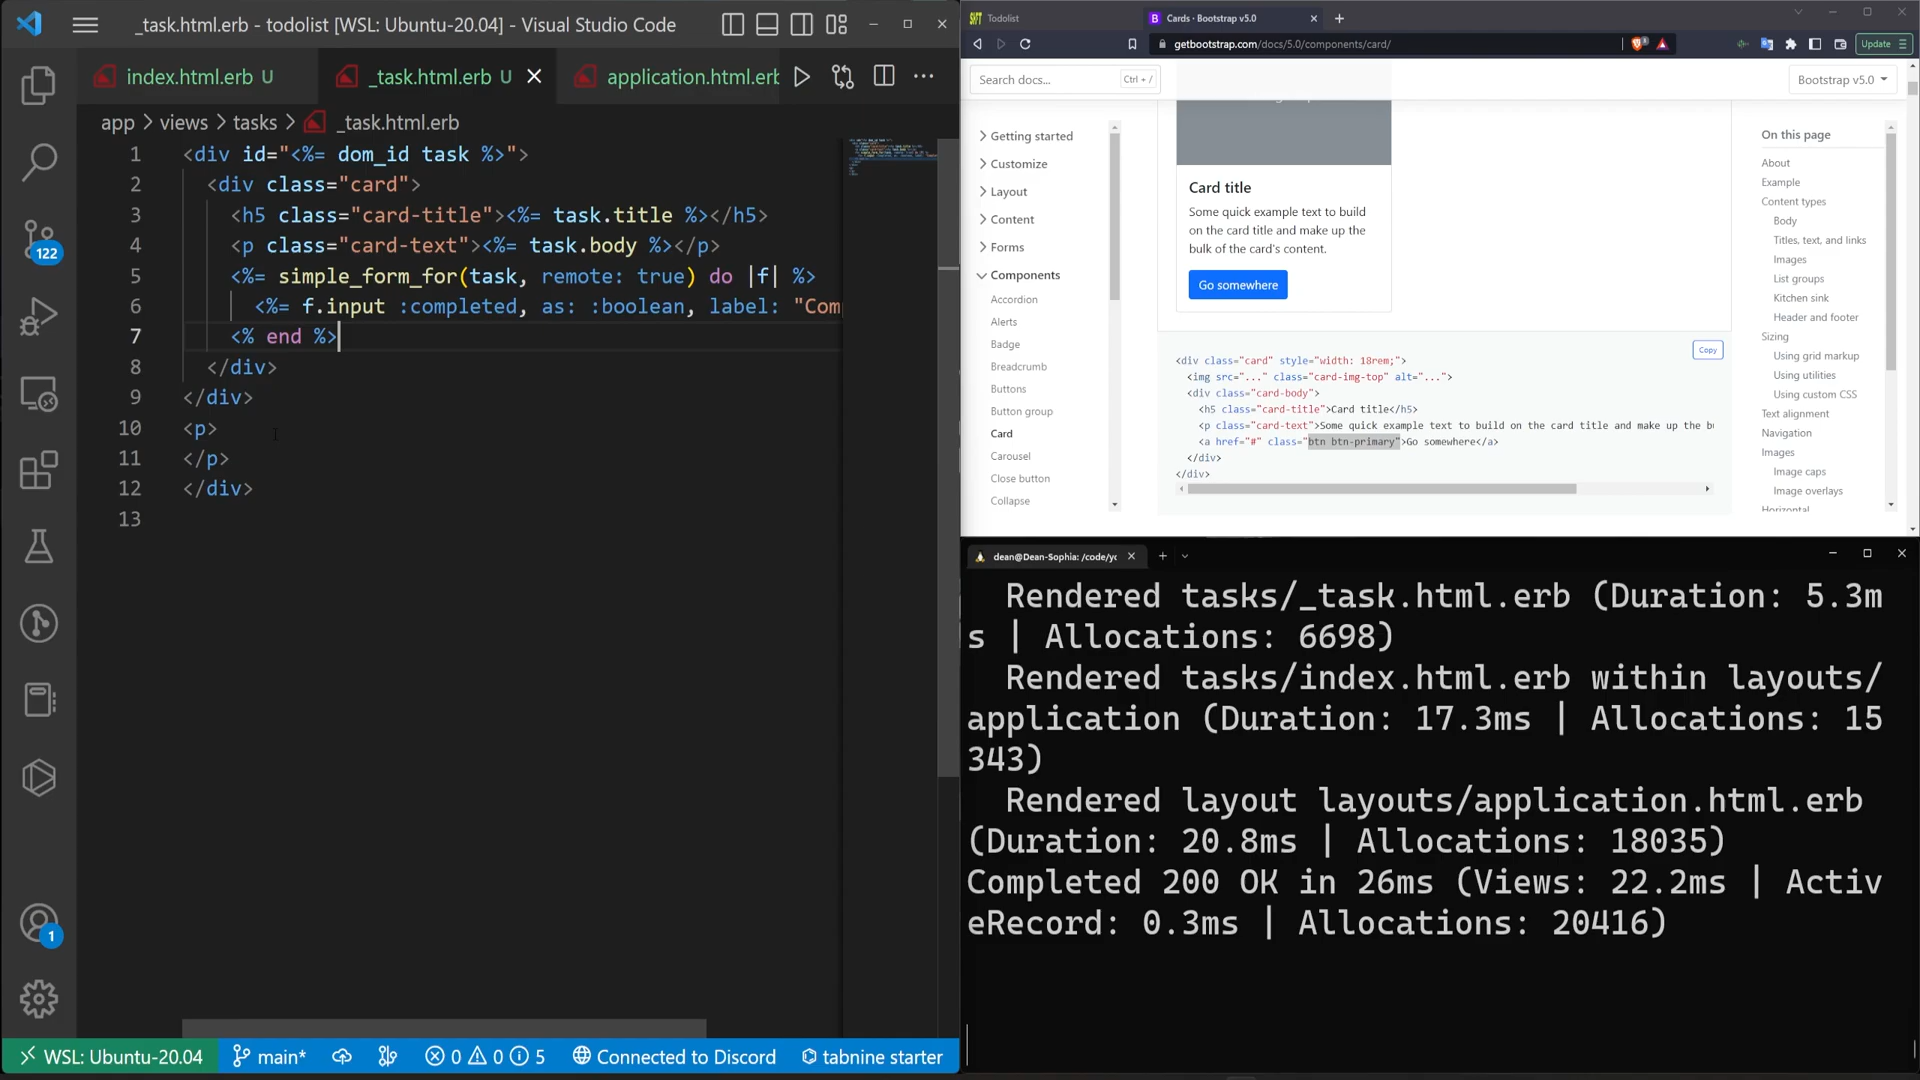 _task.html.erb - todolist [WSL: Ubuntu-20.04] - Visual Studio Code
index.html.erb U
_task.html.erb U
application.html.erb
app > views > tasks > _task.html.erb
1 <div id="<%= dom_id task %>">
2 <div class="card">
3 <h5 class="card-title"><%= task.title %></h5>
4 <p class="card-text"><%= task.body %></p>
5 <%= simple_form_for(task, remote: true) do |f| %>
6 <%= f.input :completed, as: :boolean, label: "Com
7 <% end %>
8 </div>
9 </div>
10 <p>
11 </p>
12 </div>
13
122
1
WSL: Ubuntu-20.04
main*
0 0 5
Connected to Discord
tabnine starter
Todolist
Cards · Bootstrap v5.0
getbootstrap.com/docs/5.0/components/card/
Update
Search docs...
Ctrl + /
Bootstrap v5.0
Getting started
Customize
Layout
Content
Forms
Components
Accordion
Alerts
Badge
Breadcrumb
Buttons
Button group
Card
Carousel
Close button
Collapse
Card title
Some quick example text to build
on the card title and make up the
bulk of the card's content.
Go somewhere
Copy
<div class="card" style="width: 18rem;">
<img src="..." class="card-img-top" alt="...">
<div class="card-body">
<h5 class="card-title">Card title</h5>
<p class="card-text">Some quick example text to build on the card title and make up the bu
<a href="#" class="btn btn-primary">Go somewhere</a>
</div>
</div>
On this page
About
Example
Content types
Body
Titles, text, and links
Images
List groups
Kitchen sink
Header and footer
Sizing
Using grid markup
Using utilities
Using custom CSS
Text alignment
Navigation
Images
Image caps
Image overlays
Horizontal
dean@Dean-Sophia: /code/yo
Rendered tasks/_task.html.erb (Duration: 5.3m
s | Allocations: 6698)
Rendered tasks/index.html.erb within layouts/
application (Duration: 17.3ms | Allocations: 15
343)
Rendered layout layouts/application.html.erb
(Duration: 20.8ms | Allocations: 18035)
Completed 200 OK in 26ms (Views: 22.2ms | Activ
eRecord: 0.3ms | Allocations: 20416)